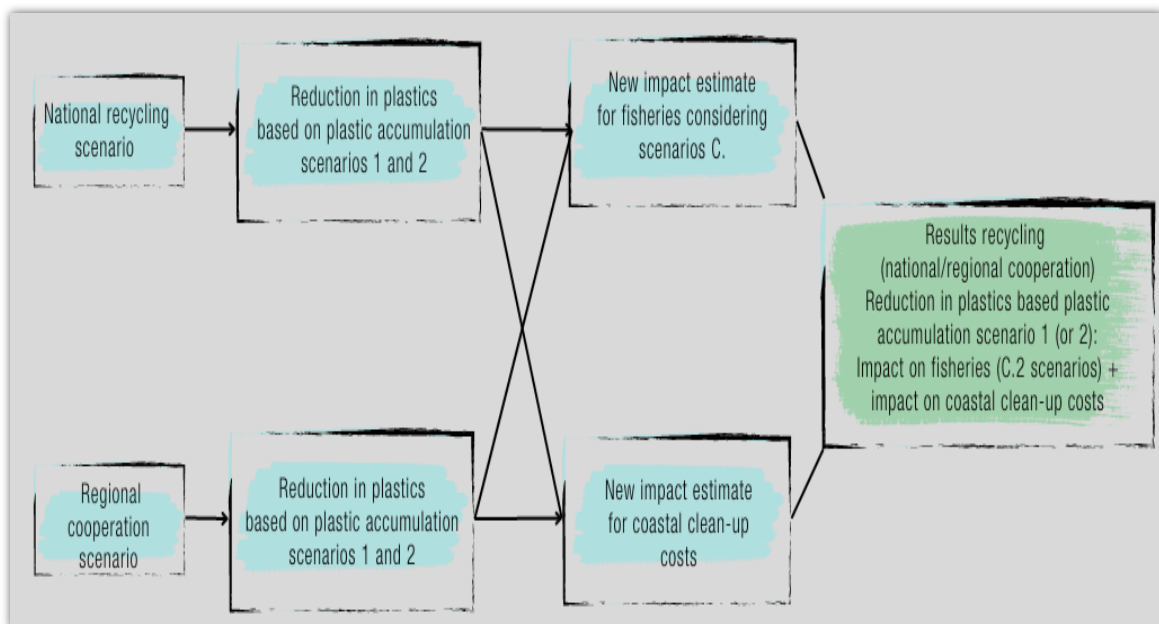 National recycling
scenario
Reduction in plastics
based on plastic accumulation
scenarios 1 and 2
New impact estimate
for fisheries considering
scenarios C.
Results recycling
(national/regional cooperation)
Reduction in plastics based plastic
accumulation scenario 1 (or 2):
Impact on fisheries (C.2 scenarios) +
impact on coastal clean-up costs
Regional
cooperation
scenario
Reduction in plastics
based on plastic accumulation
scenarios 1 and 2
New impact estimate
for coastal clean-up
costs